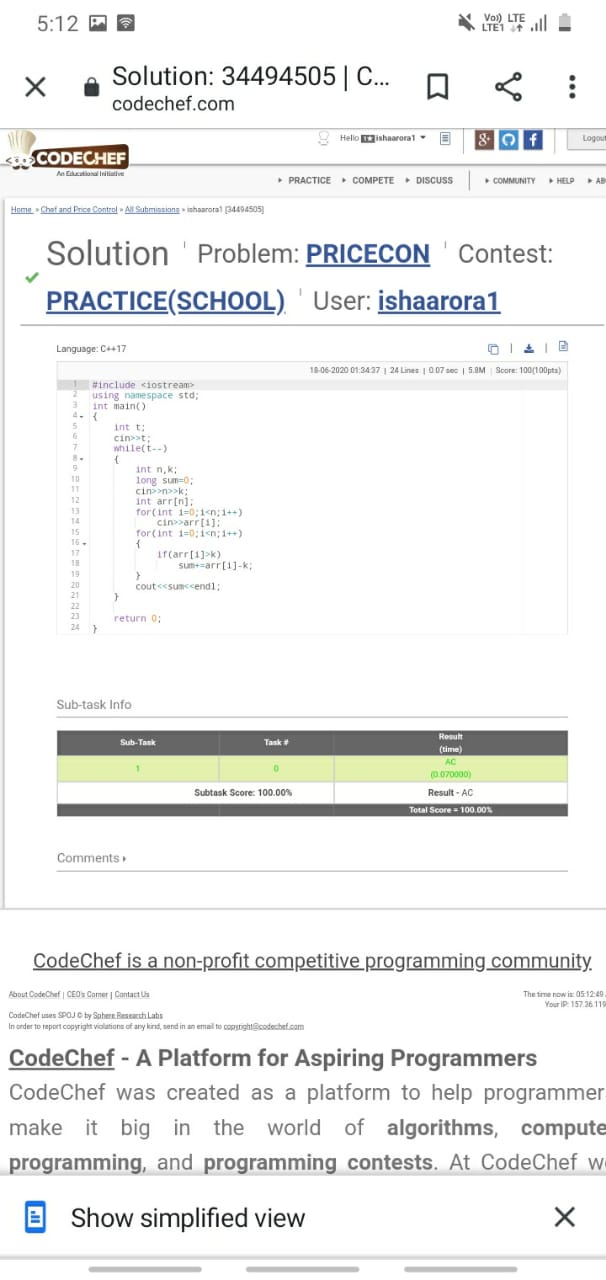 5:12
Vo)) LTE
LTE1
Solution: 34494505 | C...
codechef.com
CODECHEF
An Educational Initiative
Hello ishaarora1
Logout
PRACTICE COMPETE DISCUSS COMMUNITY HELP
Home » Chef and Price Control » All Submissions » ishaarora1 [34494505]
Solution Problem: PRICECON Contest:
PRACTICE(SCHOOL) User: ishaarora1
Language: C++17
18-06-2020 01:34:37 | 24 Lines | 0.07 sec | 5.8M | Score: 100(100pts)
1 #include <iostream>
2 using namespace std;
3 int main()
4 {
5 int t;
6 cin>>t;
7 while(t--)
8 {
9 int n,k;
10 long sum=0;
11 cin>>n>>k;
12 int arr[n];
13 for(int i=0;i<n;i++)
14 cin>>arr[i];
15 for(int i=0;i<n;i++)
16 {
17 if(arr[i]>k)
18 sum+=arr[i]-k;
19 }
20 cout<<sum<<endl;
21 }
22
23 return 0;
24 }
Sub-task Info
Sub-Task Task # Result
(time)
1 0 AC
(0.070000)
Subtask Score: 100.00% Result - AC
Total Score = 100.00%
Comments
CodeChef is a non-profit competitive programming community
About CodeChef | CEO's Corner | Contact Us
The time now is: 05:12:49
Your IP: 157.36.119
CodeChef uses SPOJ © by Sphere Research Labs
In order to report copyright violations of any kind, send in an email to copyright@codechef.com
CodeChef - A Platform for Aspiring Programmers
CodeChef was created as a platform to help programmer
make it big in the world of algorithms, compute
programming, and programming contests. At CodeChef w
Show simplified view